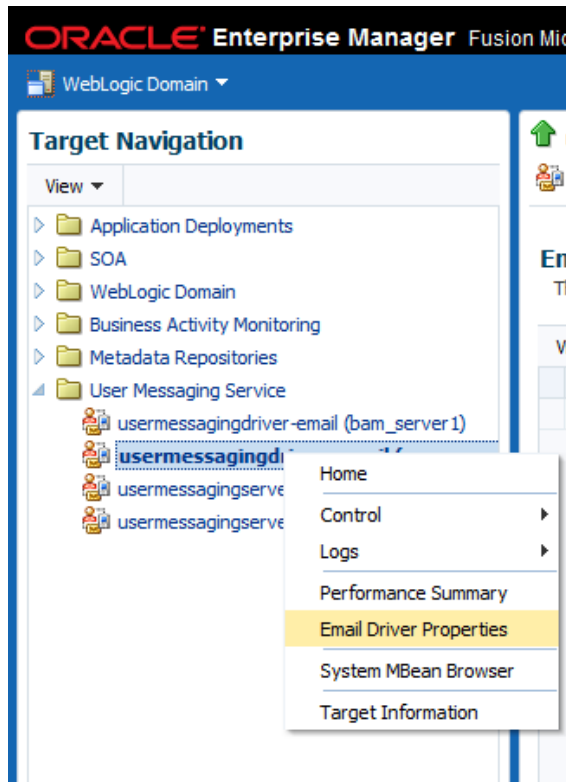 ORACLE Enterprise Manager Fusion Mid
WebLogic Domain
Target Navigation
View
Application Deployments
SOA
WebLogic Domain
Business Activity Monitoring
Metadata Repositories
User Messaging Service
usermessagingdriver-email (bam_server1)
usermessagingd
usermessagingserve
usermessagingserve
Home
Control
Logs
Performance Summary
Email Driver Properties
System MBean Browser
Target Information
En